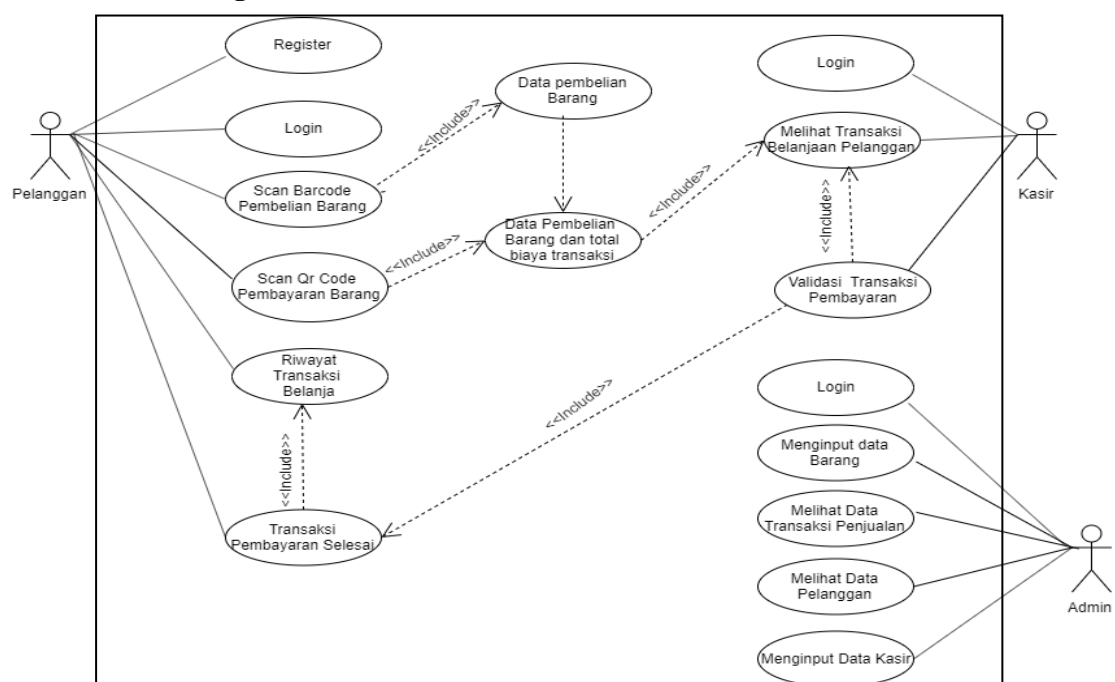 Register
Login
Scan Barcode
Pembelian Barang
Scan Qr Code
Pembayaran Barang
Riwayat
Transaksi
Belanja
Transaksi
Pembayaran Selesai
Pelanggan
<<Include>>
<<Include>>
<<Include>>
Data pembelian
Barang
Data Pembelian
Barang dan total
biaya transaksi
<<Include>>
<<Include>>
Login
Melihat Transaksi
Belanjaan Pelanggan
<<Include>>
Validasi Transaksi
Pembayaran
Kasir
Login
Menginput data
Barang
Melihat Data
Transaksi Penjualan
Melihat Data
Pelanggan
Menginput Data Kasir
Admin